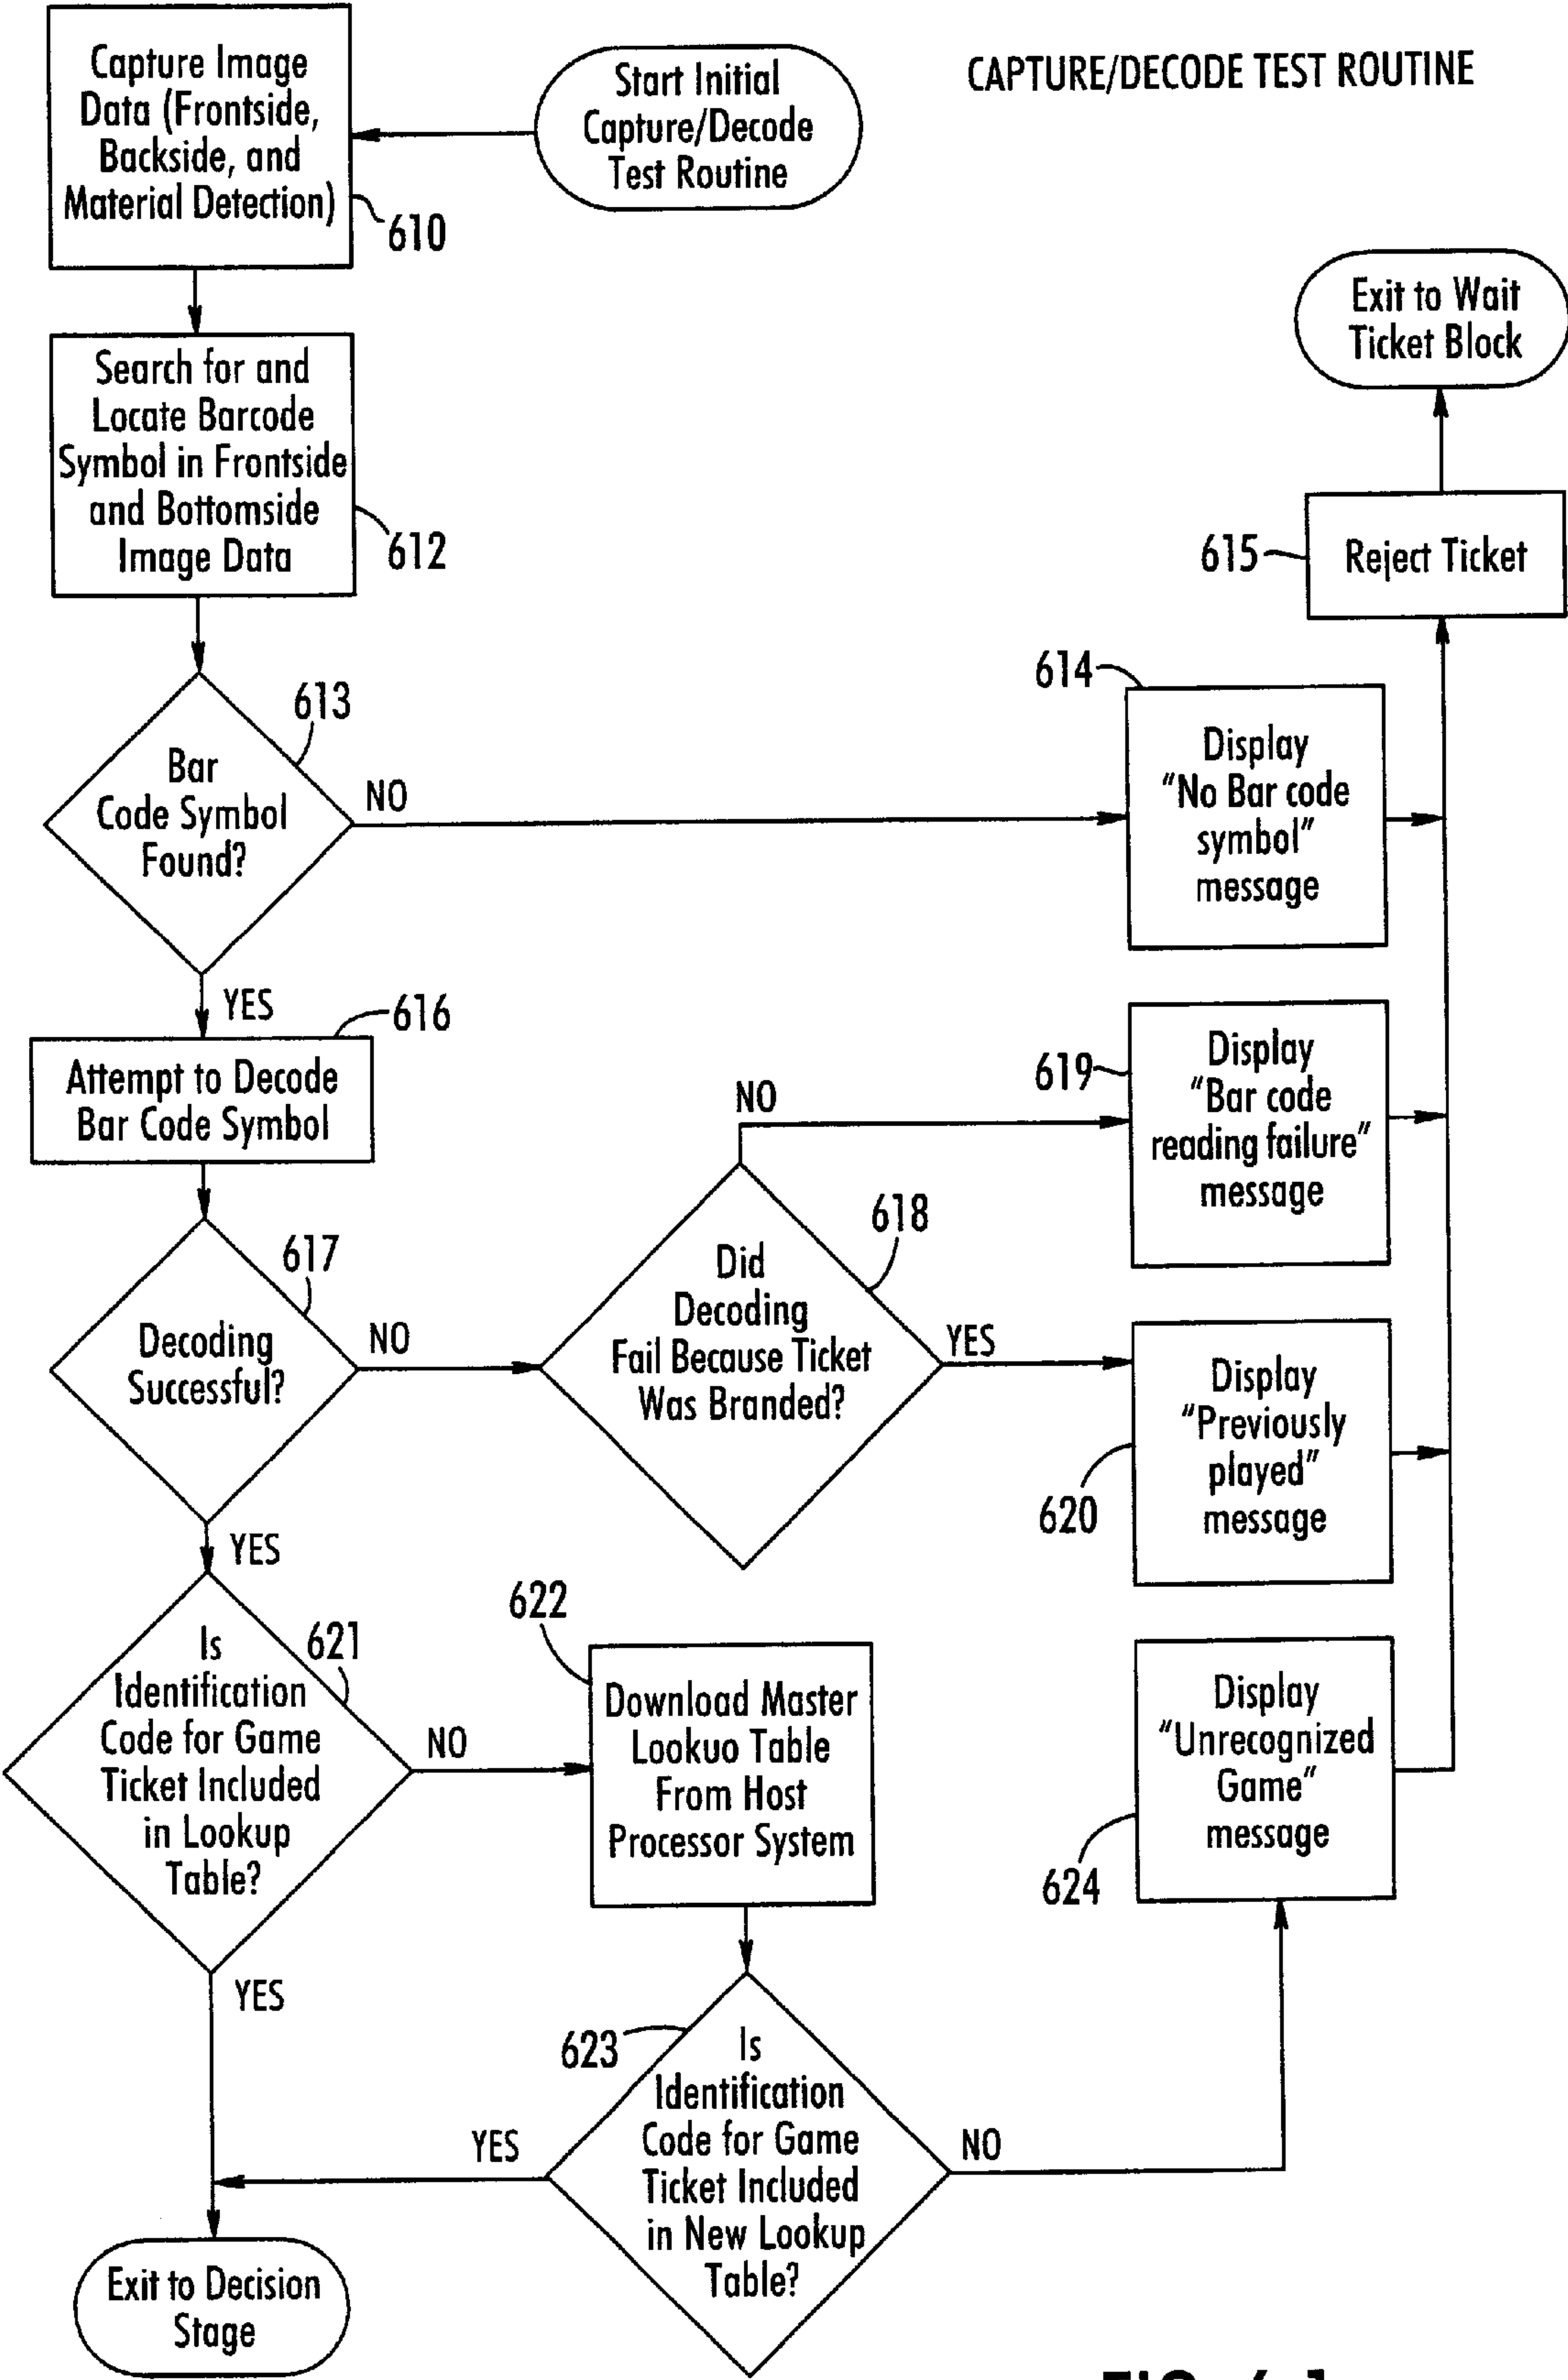 CAPTURE/DECODE TEST ROUTINE
Start Initial
Capture/Decode
Test Routine
Capture Image
Data (Frontside,
Backside, and
Material Detection)
610
Search for and
Locate Barcode
Symbol in Frontside
and Bottomside
Image Data
612
Exit to Wait
Ticket Block
615
Reject Ticket
613
Bar
Code Symbol
Found?
NO
YES
614
Display
"No Bar code
symbol"
message
616
Attempt to Decode
Bar Code Symbol
617
Decoding
Successful?
NO
YES
618
Did
Decoding
Fail Because Ticket
Was Branded?
NO
YES
619
Display
"Bar code
reading failure"
message
620
Display
"Previously
played"
message
621
Is
Identification
Code for Game
Ticket Included
in Lookup
Table?
NO
YES
622
Download Master
Lookuo Table
From Host
Processor System
623
Is
Identification
Code for Game
Ticket Included
in New Lookup
Table?
YES
NO
624
Display
"Unrecognized
Game"
message
Exit to Decision
Stage